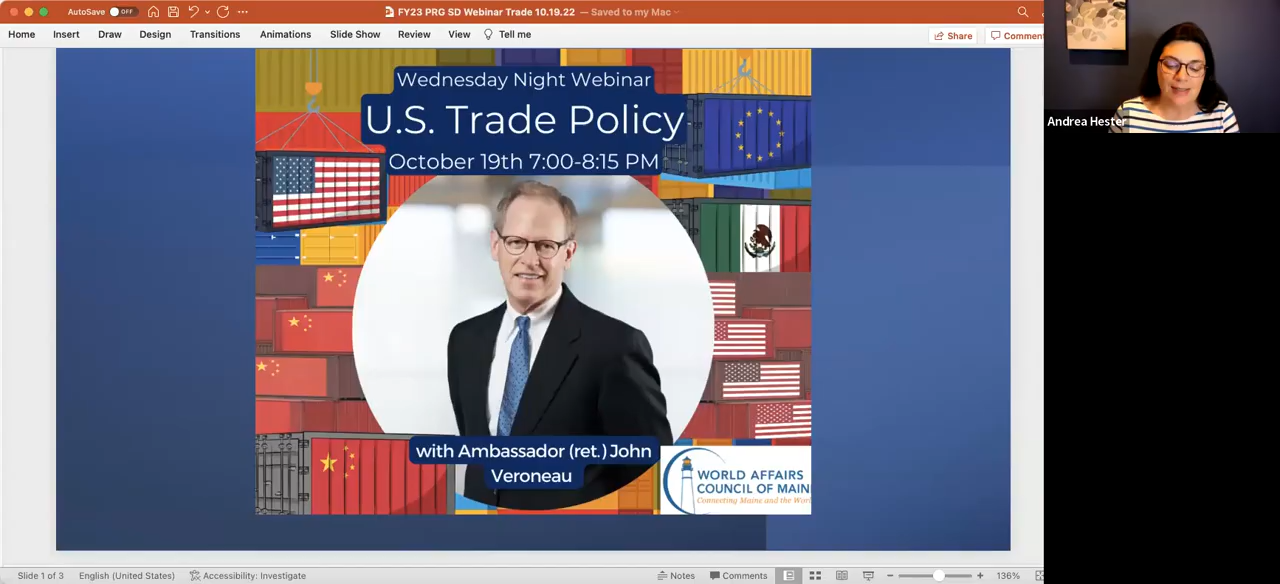 AutoSave OFF
FY23 PRG SD Webinar Trade 10.19.22 — Saved to my Mac
Home Insert Draw Design Transitions Animations Slide Show Review View Tell me
Share Comment
Wednesday Night Webinar
U.S. Trade Policy
October 19th 7:00-8:15 PM
with Ambassador (ret.) John
Veroneau
WORLD AFFAIRS
COUNCIL OF MAIN
Connecting Maine and the Worl
Andrea Hester
Slide 1 of 3 English (United States) Accessibility: Investigate Notes Comments 136%